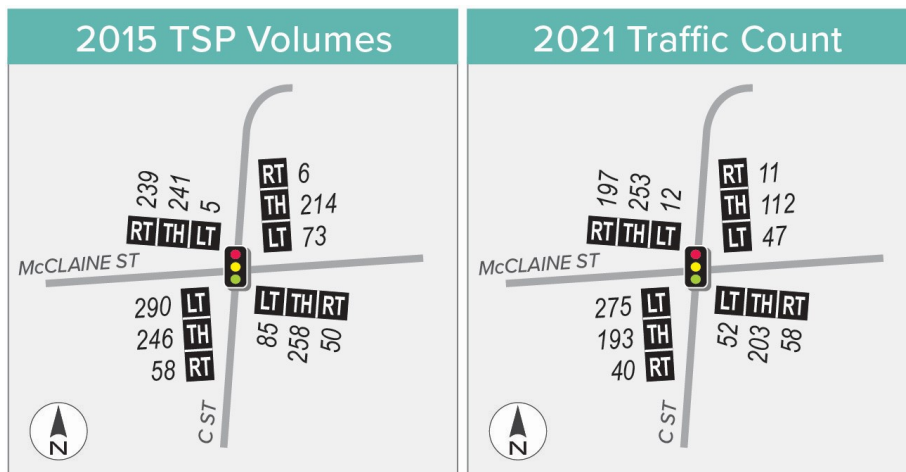 2015 TSP Volumes
239 241 5
RT TH LT
RT 6
TH 214
LT 73
McCLAINE ST
290 LT
246 TH
58 RT
LT TH RT
85 258 50
C ST
N
2021 Traffic Count
197 253 12
RT TH LT
RT 11
TH 112
LT 47
McCLAINE ST
275 LT
193 TH
40 RT
LT TH RT
52 203 58
C ST
N